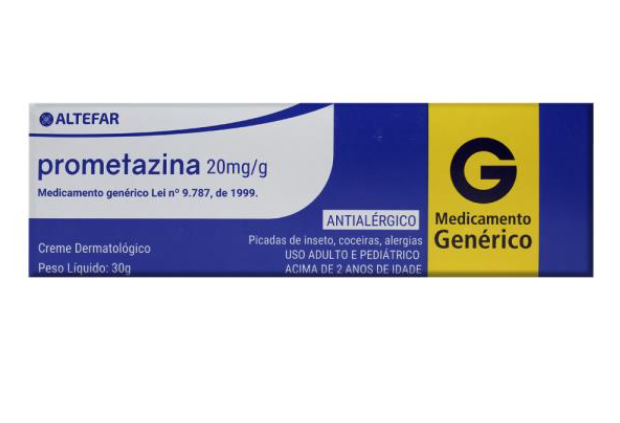 ALTEFAR
prometazina 20mg/g
Medicamento genérico Lei nº 9.787, de 1999.
Creme Dermatológico
Peso Líquido: 30g
ANTIALÉRGICO
Picadas de inseto, coceiras, alergias
USO ADULTO E PEDIÁTRICO
ACIMA DE 2 ANOS DE IDADE
G
Medicamento
Genérico